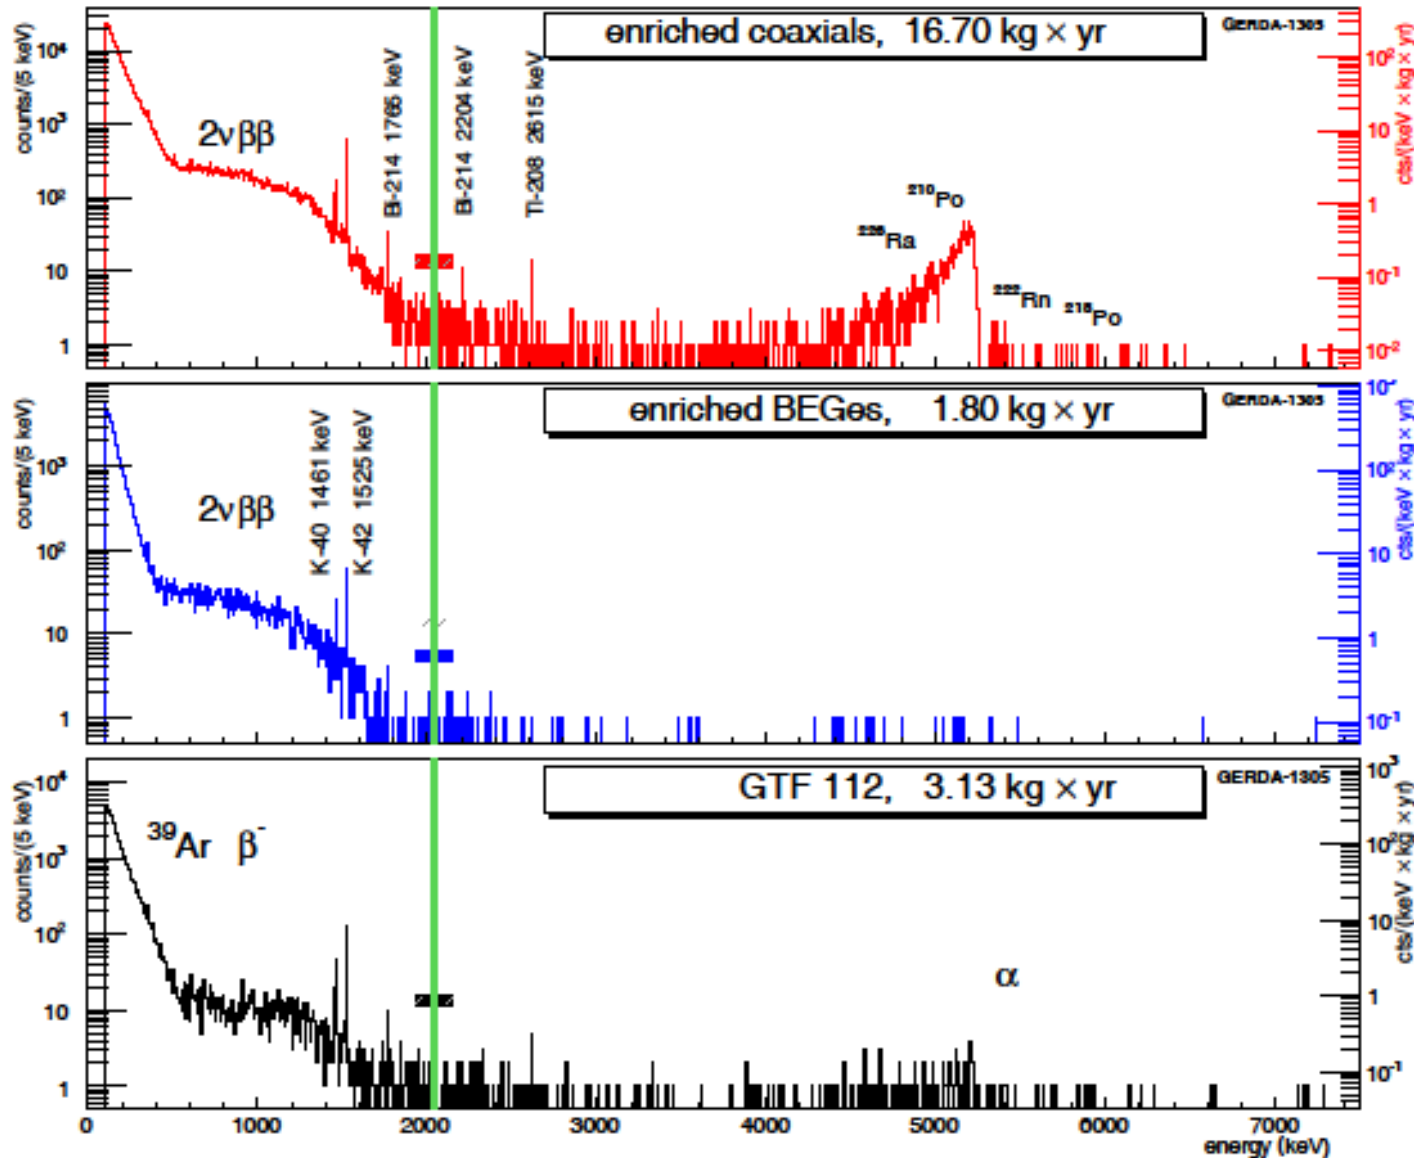 enriched coaxials, 16.70 kg × yr
GERDA-1305
counts/(5 keV)
cts/(keV × kg × yr)
10⁴
10³
10²
10
1
2νββ
Bi-214 1765 keV
Bi-214 2204 keV
Tl-208 2615 keV
²²⁶Ra
²¹⁰Po
²²²Rn
²¹⁸Po
10²
10
1
10⁻¹
10⁻²
enriched BEGes, 1.80 kg × yr
GERDA-1305
counts/(5 keV)
cts/(keV × kg × yr)
10³
10²
10
1
2νββ
K-40 1461 keV
K-42 1525 keV
10²
10
1
10⁻¹
GTF 112, 3.13 kg × yr
GERDA-1305
counts/(5 keV)
cts/(keV × kg × yr)
10⁴
10³
10²
10
1
³⁹Ar β⁻
α
10³
10²
10
1
10⁻¹
0 1000 2000 3000 4000 5000 6000 7000
energy (keV)